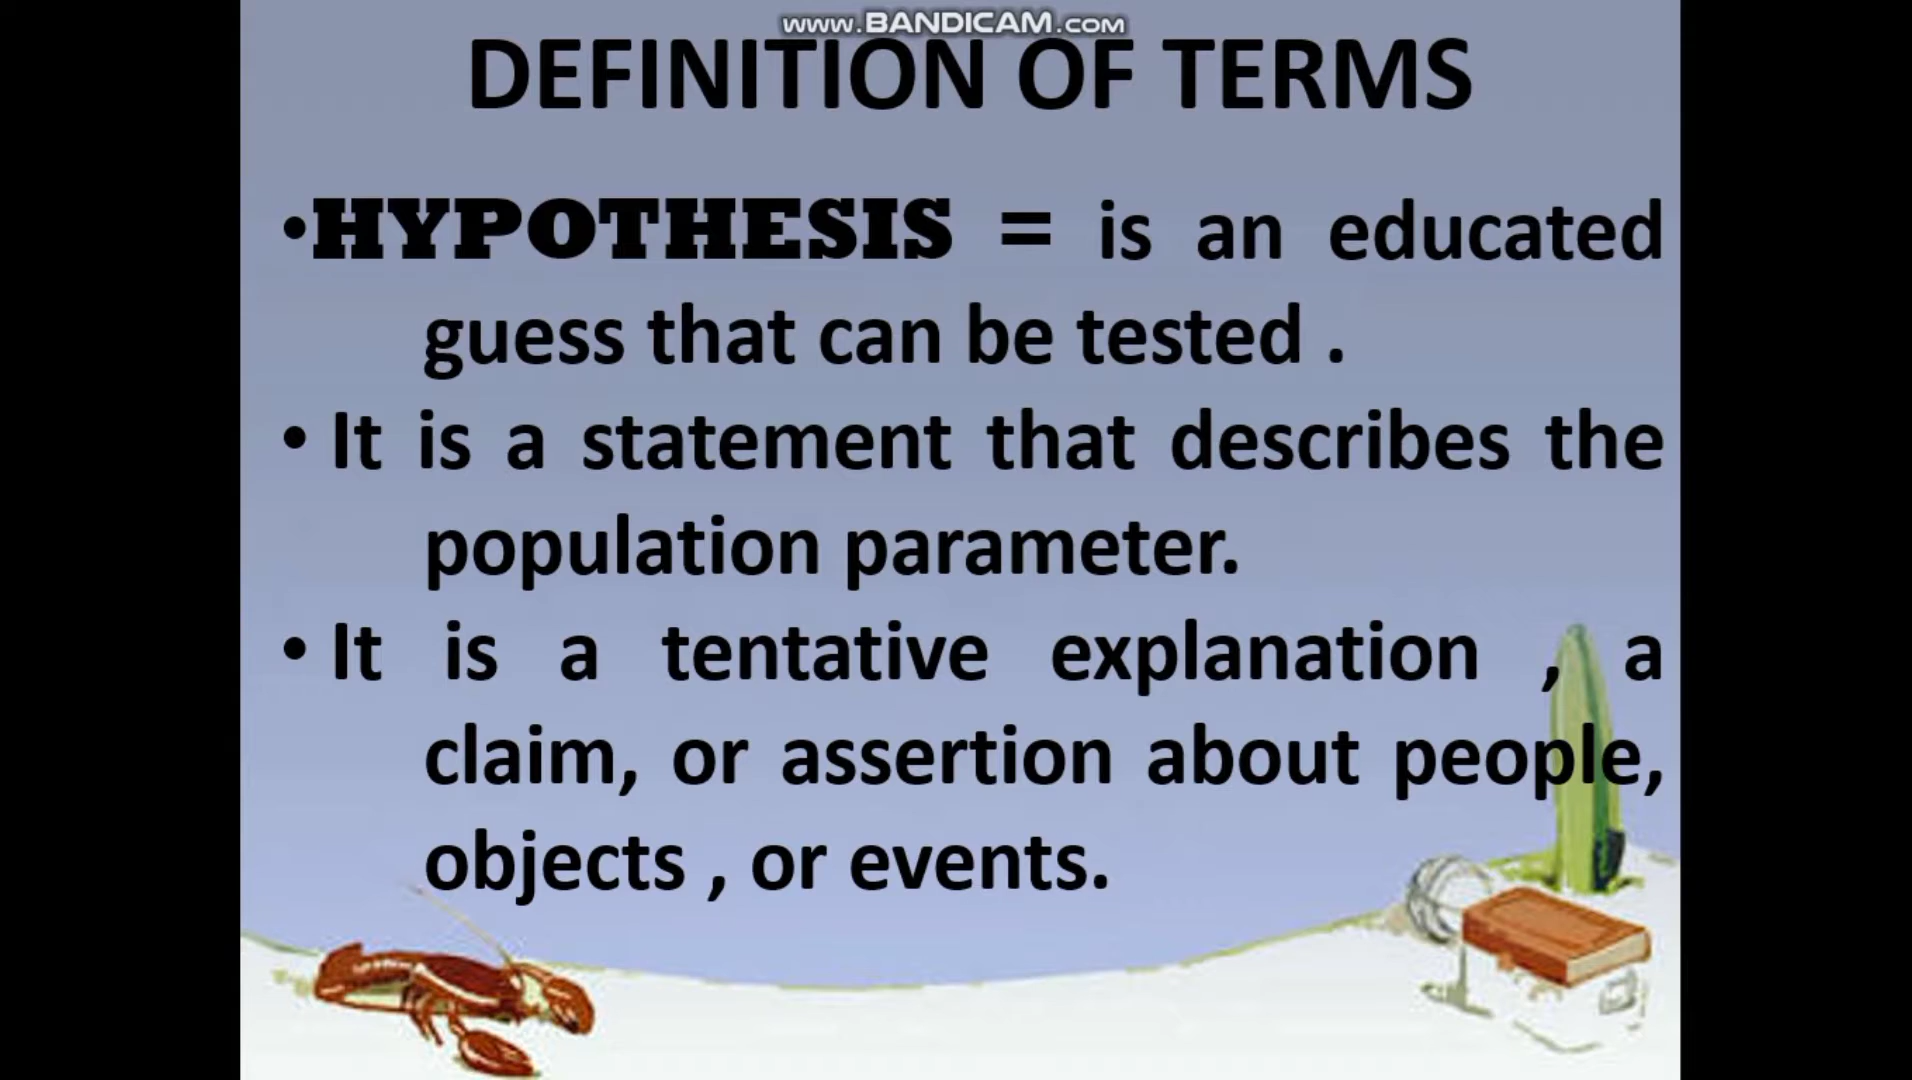 www.BANDICAM.com
DEFINITION OF TERMS
•HYPOTHESIS = is an educated
guess that can be tested .
• It is a statement that describes the
population parameter.
• It is a tentative explanation , a
claim, or assertion about people,
objects , or events.